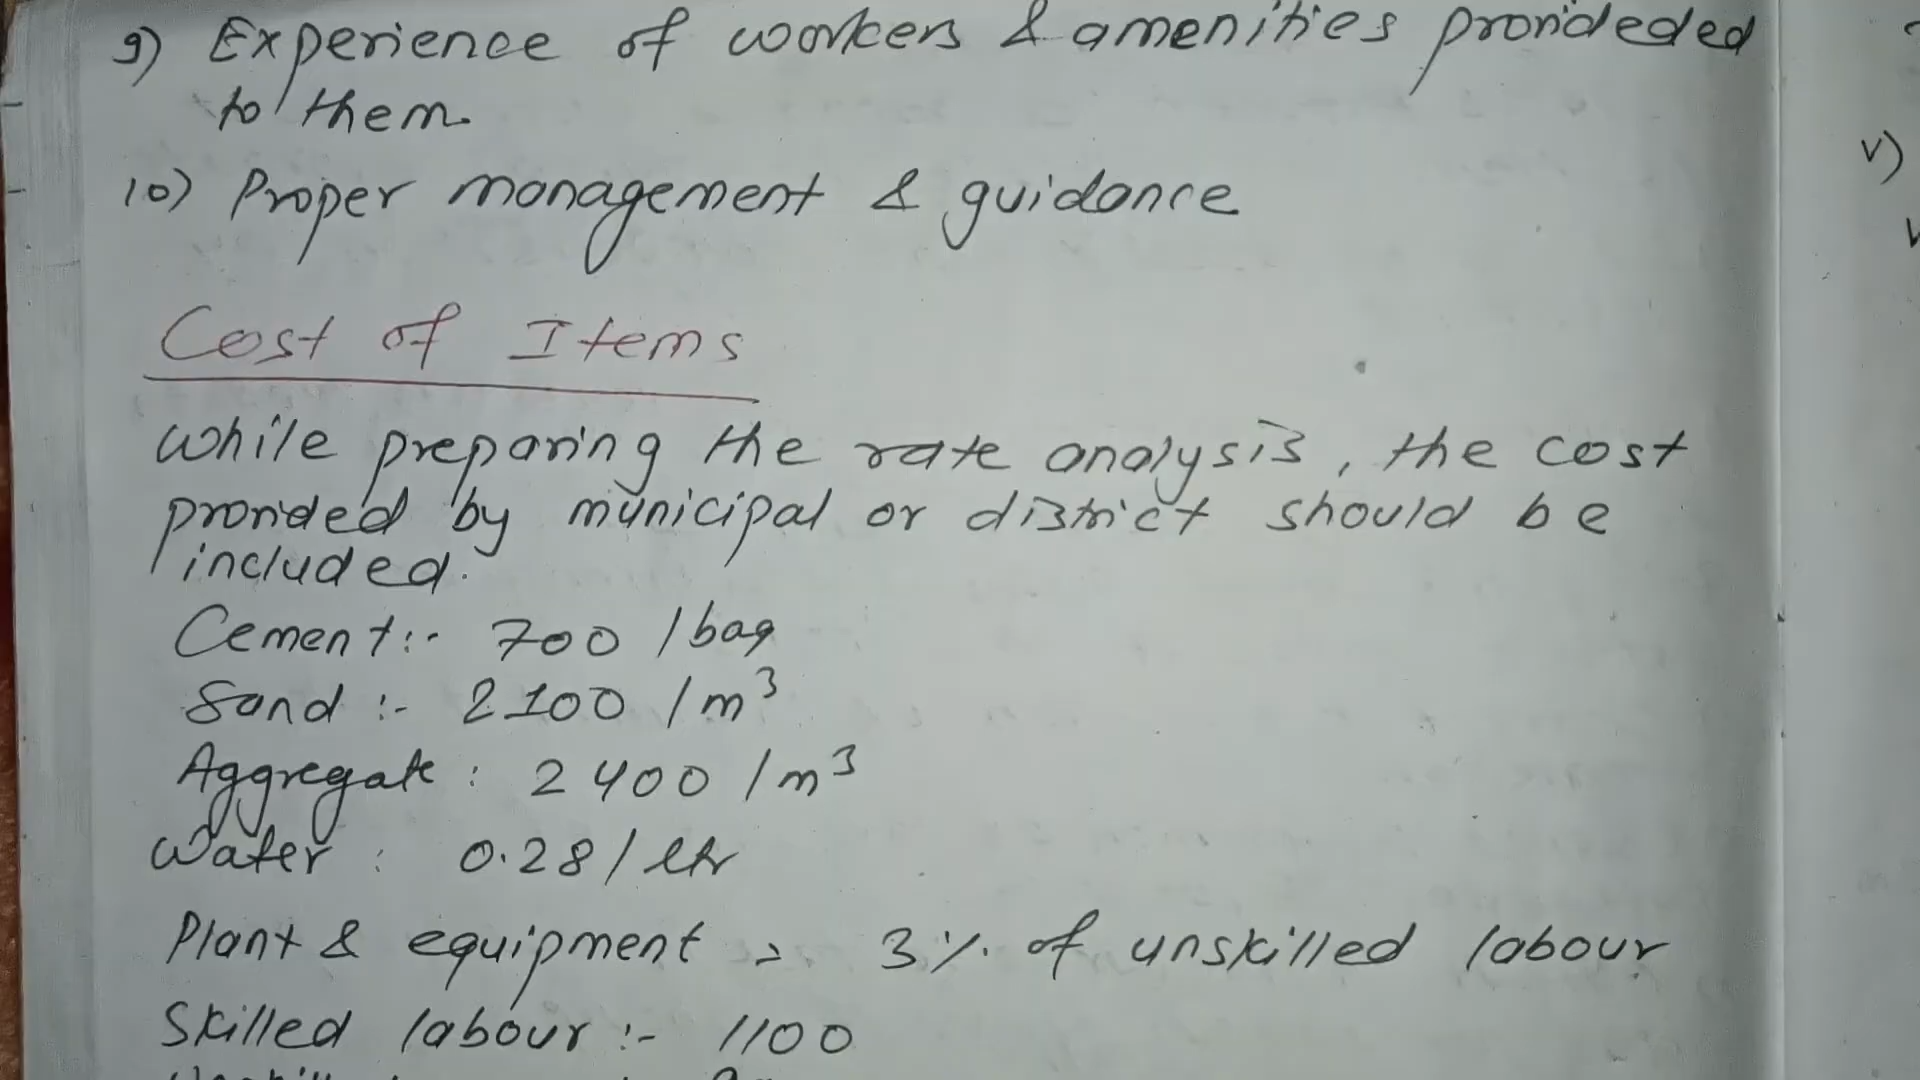 9) Experience of workers & amenities provideded
to them.
10) Proper management & guidance
Cost of Items
while preparing the rate analysis, the cost
provided by municipal or district should be
included.
Cement:- 700 /bag
Sand :- 2100 /m³
Aggregate : 2400 /m³
Water : 0.28/ltr
Plant & equipment = 3% of unskilled labour
Skilled labour :- 1100
v)